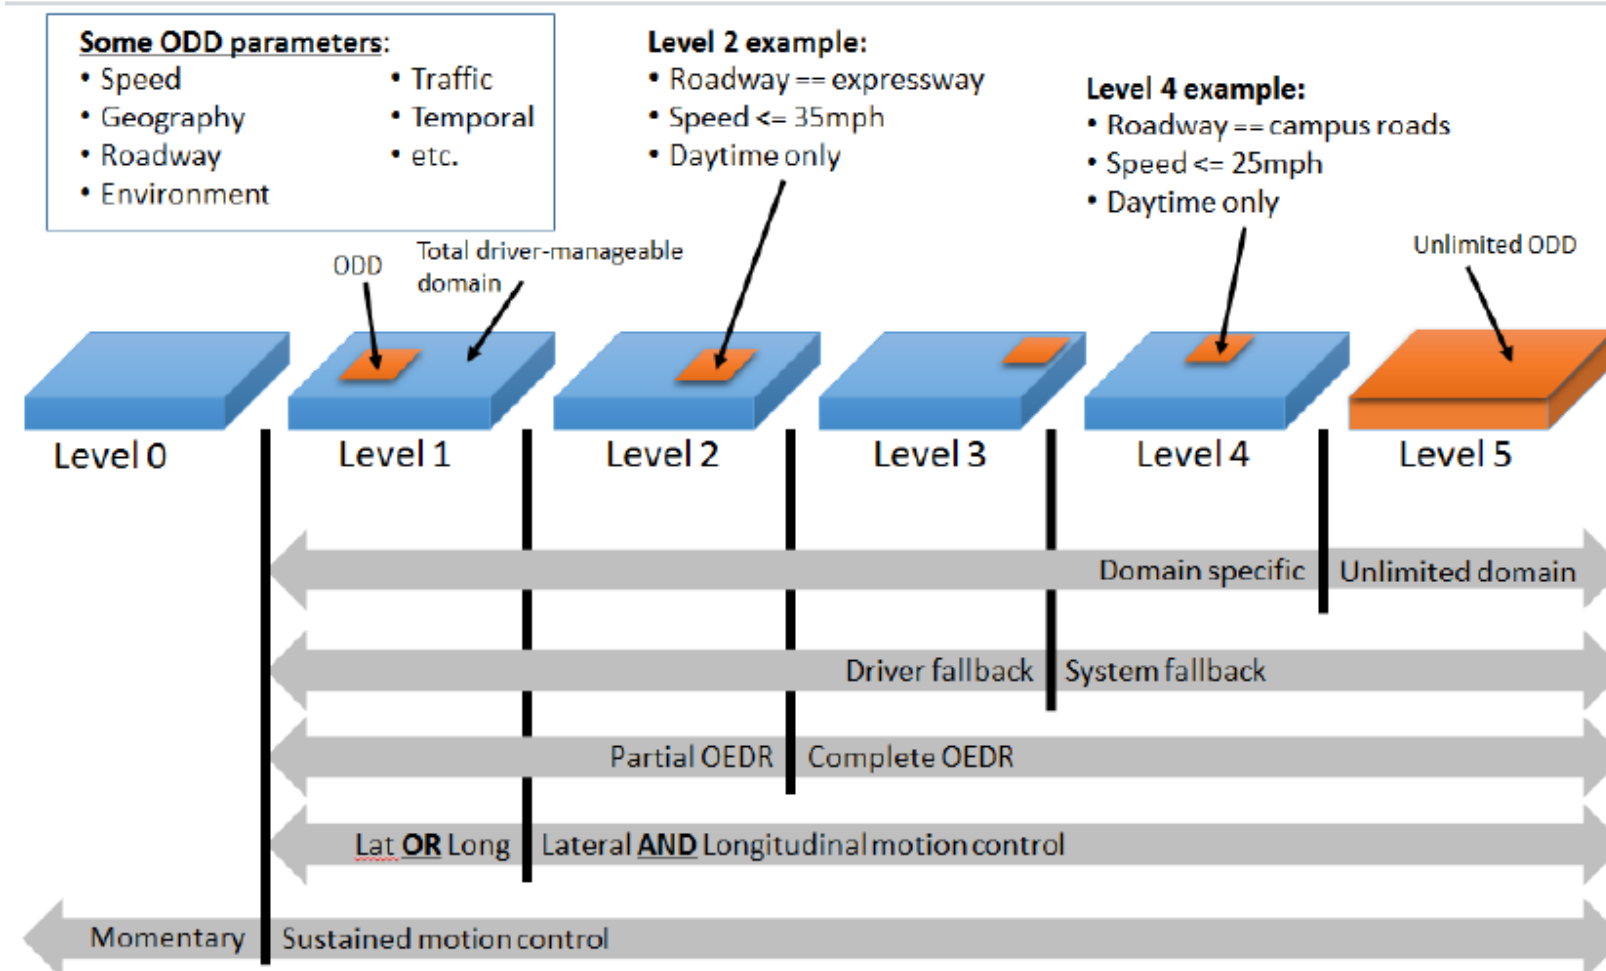 Some ODD parameters:
• Speed
• Geography
• Roadway
• Environment
• Traffic
• Temporal
• etc.
Level 2 example:
• Roadway == expressway
• Speed <= 35mph
• Daytime only
Level 4 example:
• Roadway == campus roads
• Speed <= 25mph
• Daytime only
ODD
Total driver-manageable
domain
Unlimited ODD
Level 0
Level 1
Level 2
Level 3
Level 4
Level 5
Domain specific
Unlimited domain
Driver fallback
System fallback
Partial OEDR
Complete OEDR
Lat OR Long
Lateral AND Longitudinal motion control
Momentary
Sustained motion control